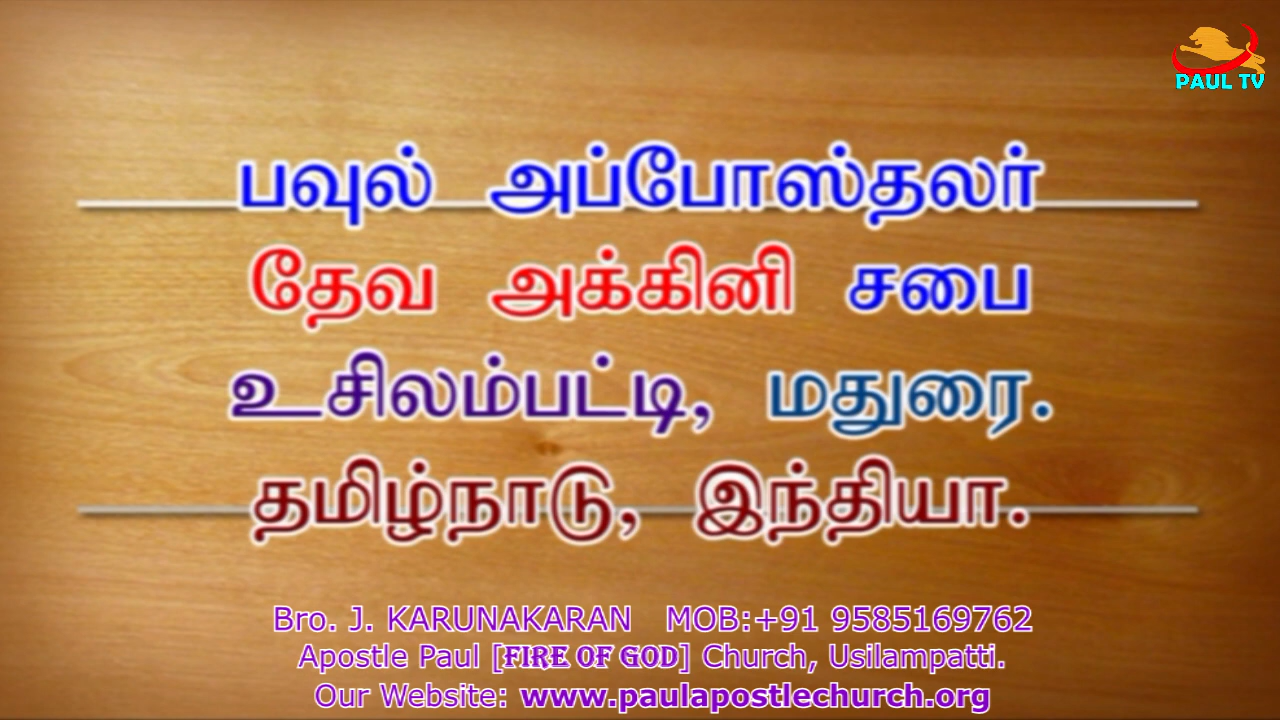 PAUL TV
பவுல் அப்போஸ்தலர்
தேவ அக்கினி சபை
உசிலம்பட்டி, மதுரை.
தமிழ்நாடு, இந்தியா.
Bro. J. KARUNAKARAN MOB:+91 9585169762
Apostle Paul [FIRE OF GOD] Church, Usilampatti.
Our Website: www.paulapostlechurch.org